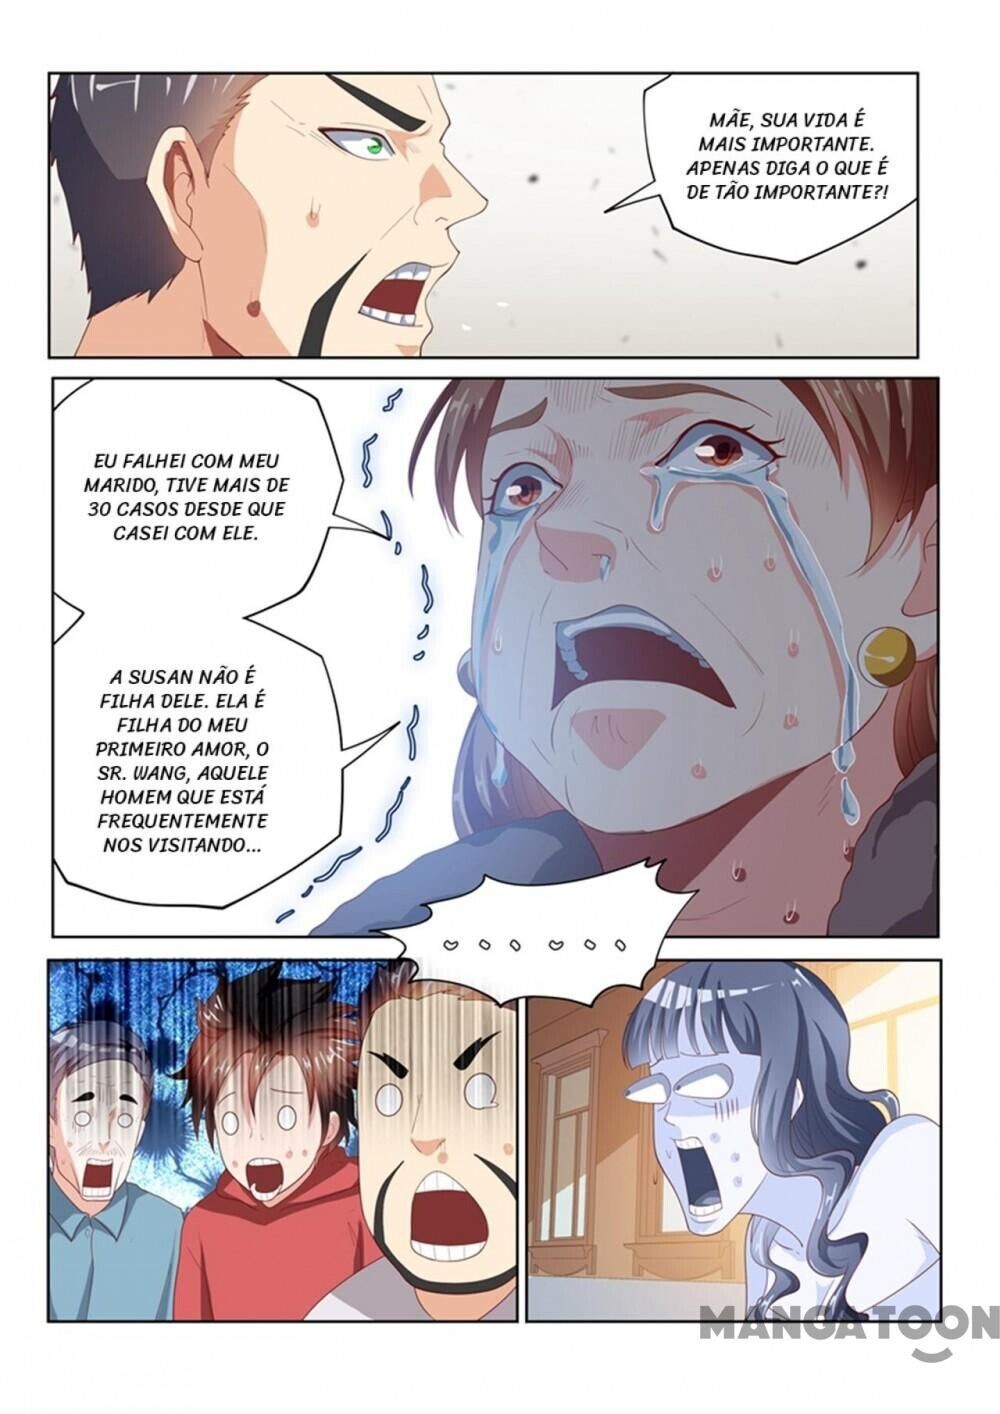 MÃE, SUA VIDA É
MAIS IMPORTANTE.
APENAS DIGA O QUE É
DE TÃO IMPORTANTE?!
EU FALHEI COM MEU
MARIDO, TIVE MAIS DE
30 CASOS DESDE QUE
CASEI COM ELE.
A SUSAN NÃO É
FILHA DELE. ELA É
FILHA DO MEU
PRIMEIRO AMOR, O
SR. WANG, AQUELE
HOMEM QUE ESTÁ
FREQUENTEMENTE
NOS VISITANDO...
MANGATOON